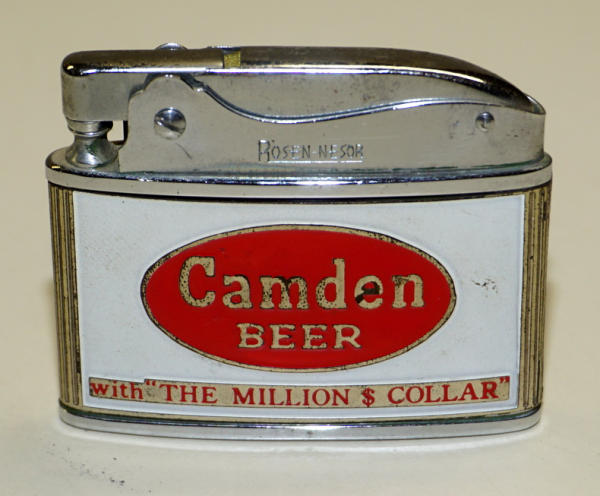 ROSEN-NESOR
Camden
BEER
with "THE MILLION $ COLLAR"